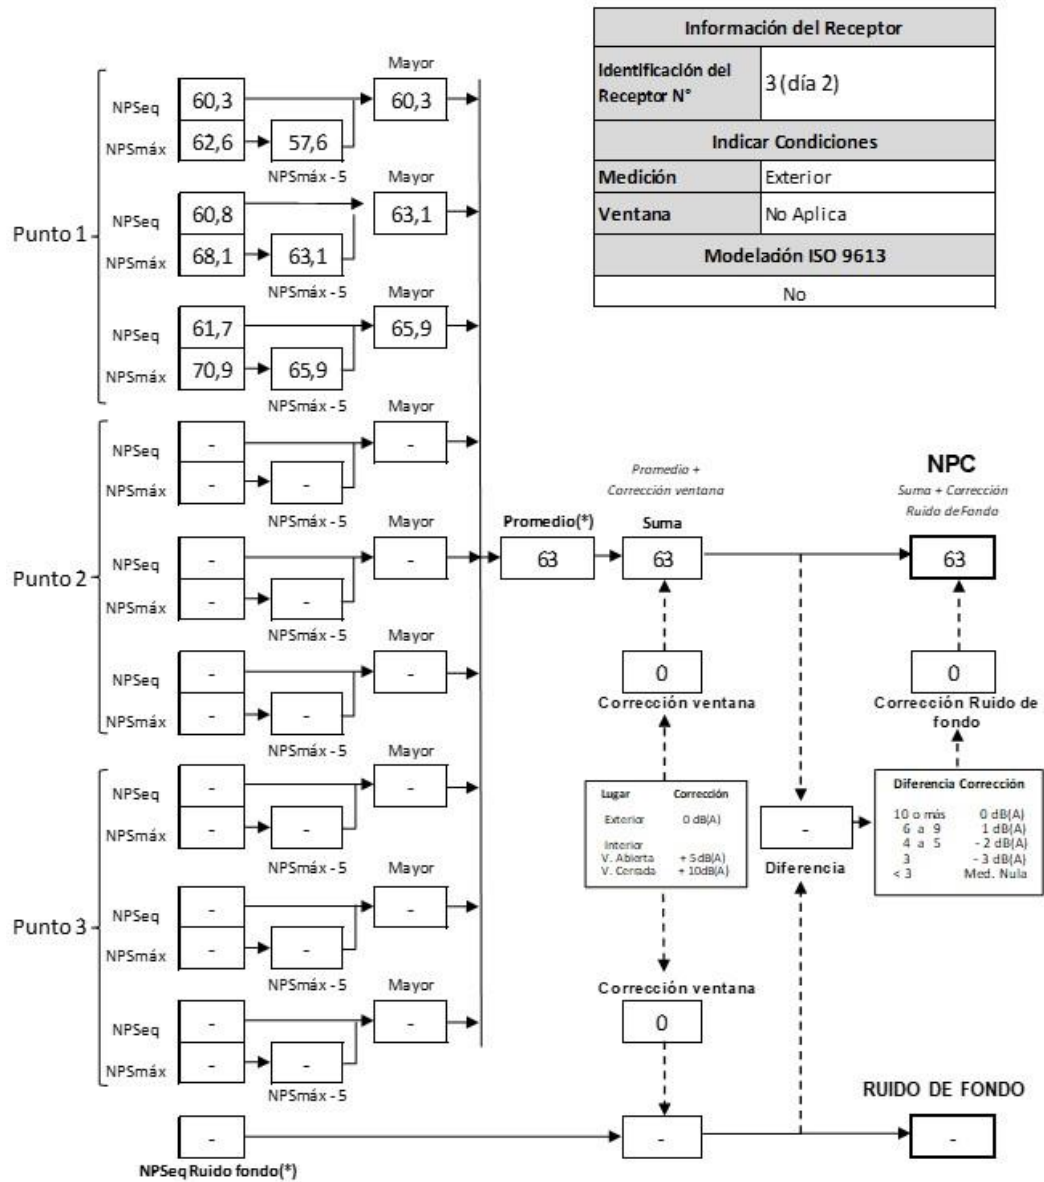 Información del Receptor
Identificación del Receptor N°
3 (día 2)
Indicar Condiciones
Medición
Exterior
Ventana
No Aplica
Modelación ISO 9613
No
Punto 1
Mayor
NPSeq
60,3
60,3
NPSmáx
62,6
57,6
NPSmáx - 5
Mayor
NPSeq
60,8
63,1
NPSmáx
68,1
63,1
NPSmáx - 5
Mayor
NPSeq
61,7
65,9
NPSmáx
70,9
65,9
NPSmáx - 5
Punto 2
Mayor
NPSeq
-
-
NPSmáx
-
-
NPSmáx - 5
Mayor
NPSeq
-
-
NPSmáx
-
-
NPSmáx - 5
Mayor
NPSeq
-
-
NPSmáx
-
-
NPSmáx - 5
Punto 3
Mayor
NPSeq
-
-
NPSmáx
-
-
NPSmáx - 5
Mayor
NPSeq
-
-
NPSmáx
-
-
NPSmáx - 5
Mayor
NPSeq
-
-
NPSmáx
-
-
NPSmáx - 5
-
NPSeq Ruido fondo(*)
Promedio(*)
63
Promedio +
Corrección ventana
Suma
63
0
Corrección ventana
Lugar Corrección
Exterior 0 dB(A)
Interior
V. Abierta + 5dB(A)
V. Cerrada + 10dB(A)
Corrección ventana
0
-
-
Diferencia
NPC
Suma + Corrección
Ruido de Fondo
63
0
Corrección Ruido de
fondo
Diferencia Corrección
10 o más 0 dB(A)
6 a 9 1 dB(A)
4 a 5 - 2 dB(A)
3 - 3 dB(A)
< 3 Med. Nula
RUIDO DE FONDO
-